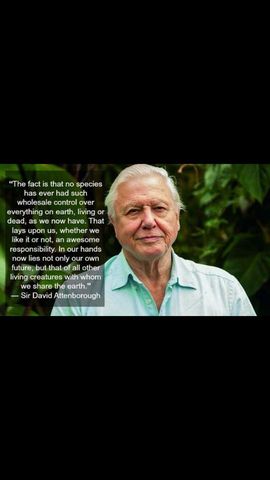 "The fact is that no species
has ever had such
wholesale control over
everything on earth, living or
dead, as we now have. That
lays upon us, whether we
like it or not, an awesome
responsibility. In our hands
now lies not only our own
future, but that of all other
living creatures with whom
we share the earth."
— Sir David Attenborough